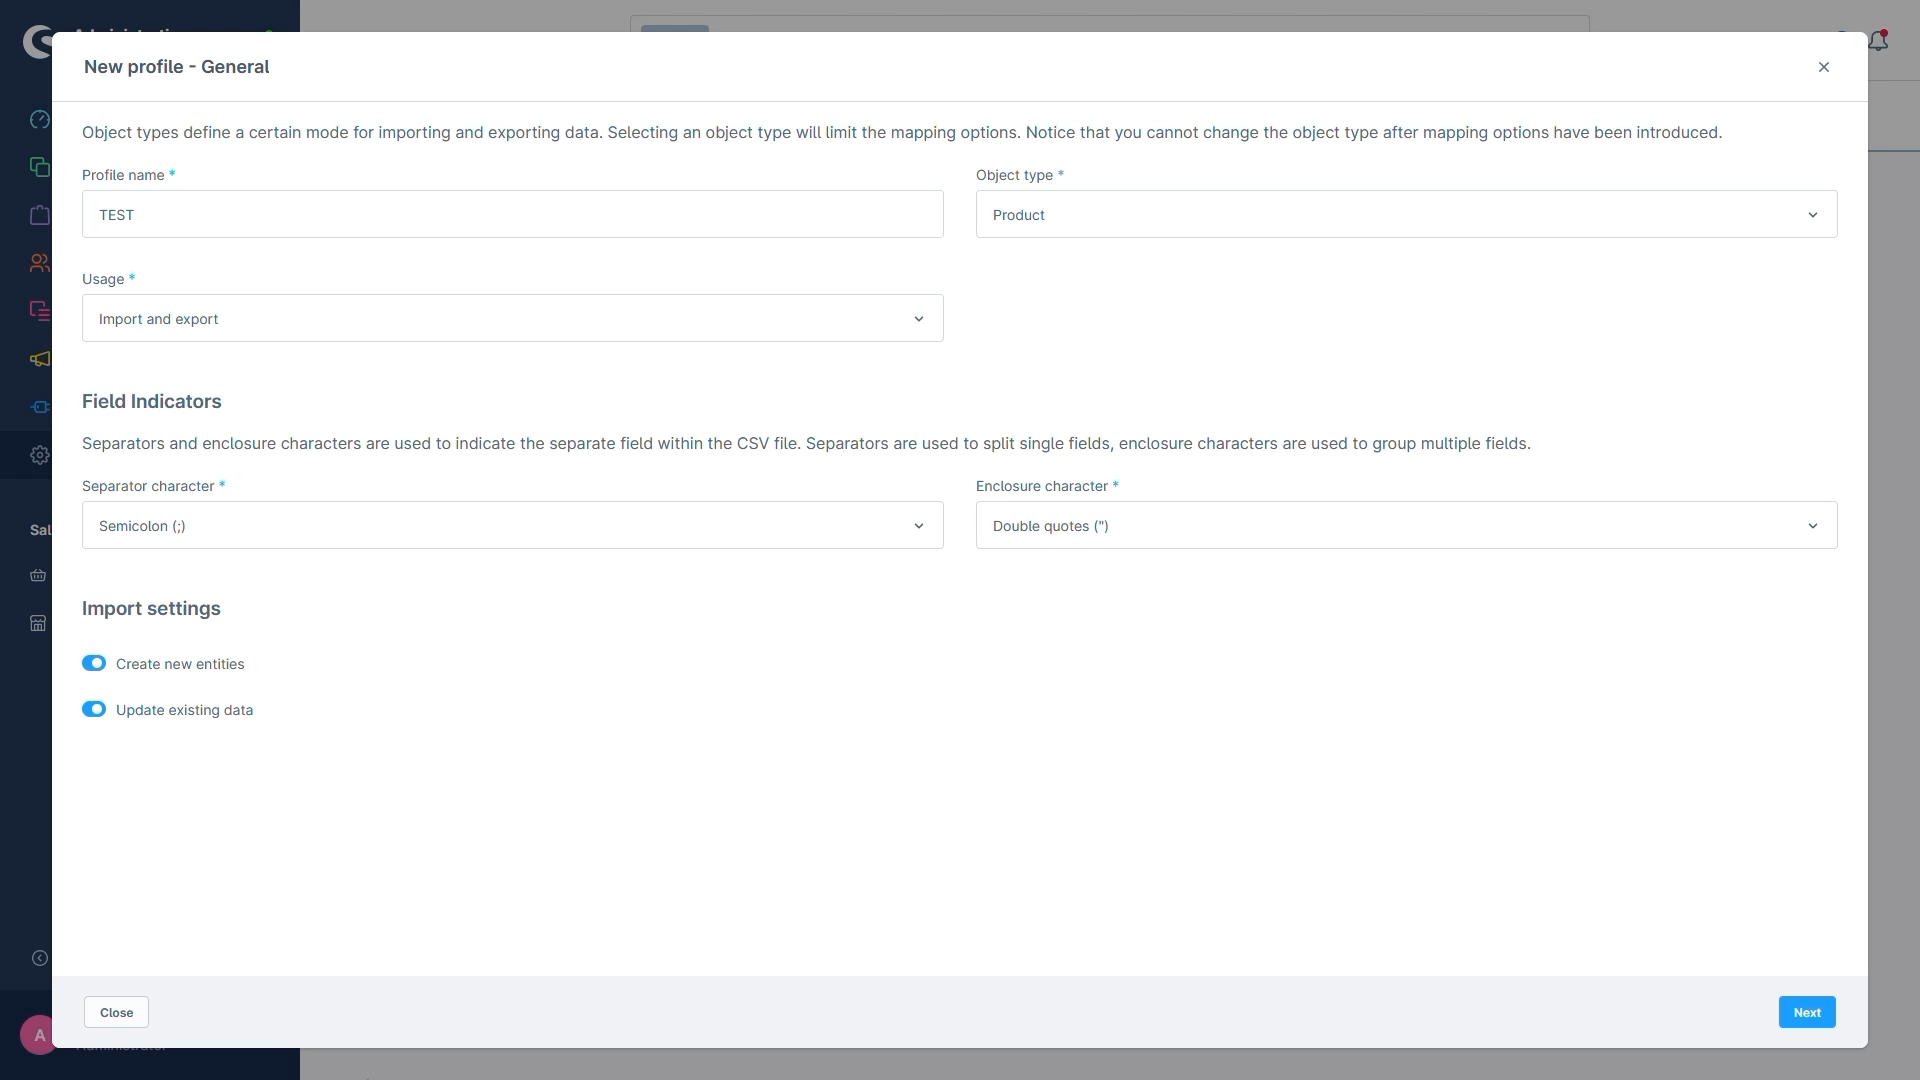 New profile - General
Object types define a certain mode for importing and exporting data. Selecting an object type will limit the mapping options. Notice that you cannot change the object type after mapping options have been introduced.
Profile name *
Object type *
TEST
Product
Usage *
Import and export
Field Indicators
Separators and enclosure characters are used to indicate the separate field within the CSV file. Separators are used to split single fields, enclosure characters are used to group multiple fields.
Separator character *
Enclosure character *
Semicolon (;)
Double quotes (")
Import settings
Sal
Create new entities
Update existing data
Close
Next
A